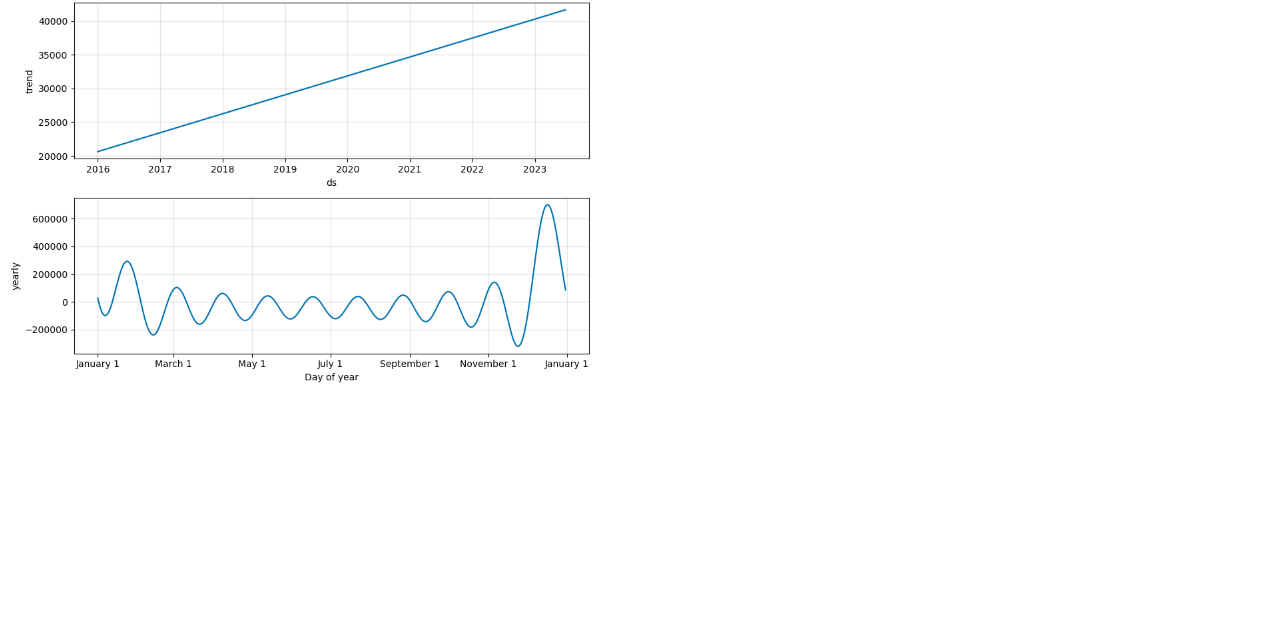 40000
35000
30000
25000
20000
trend
2016 2017 2018 2019 2020 2021 2022 2023
ds
600000
400000
200000
0
−200000
yearly
January 1 March 1 May 1 July 1 September 1 November 1 January 1
Day of year